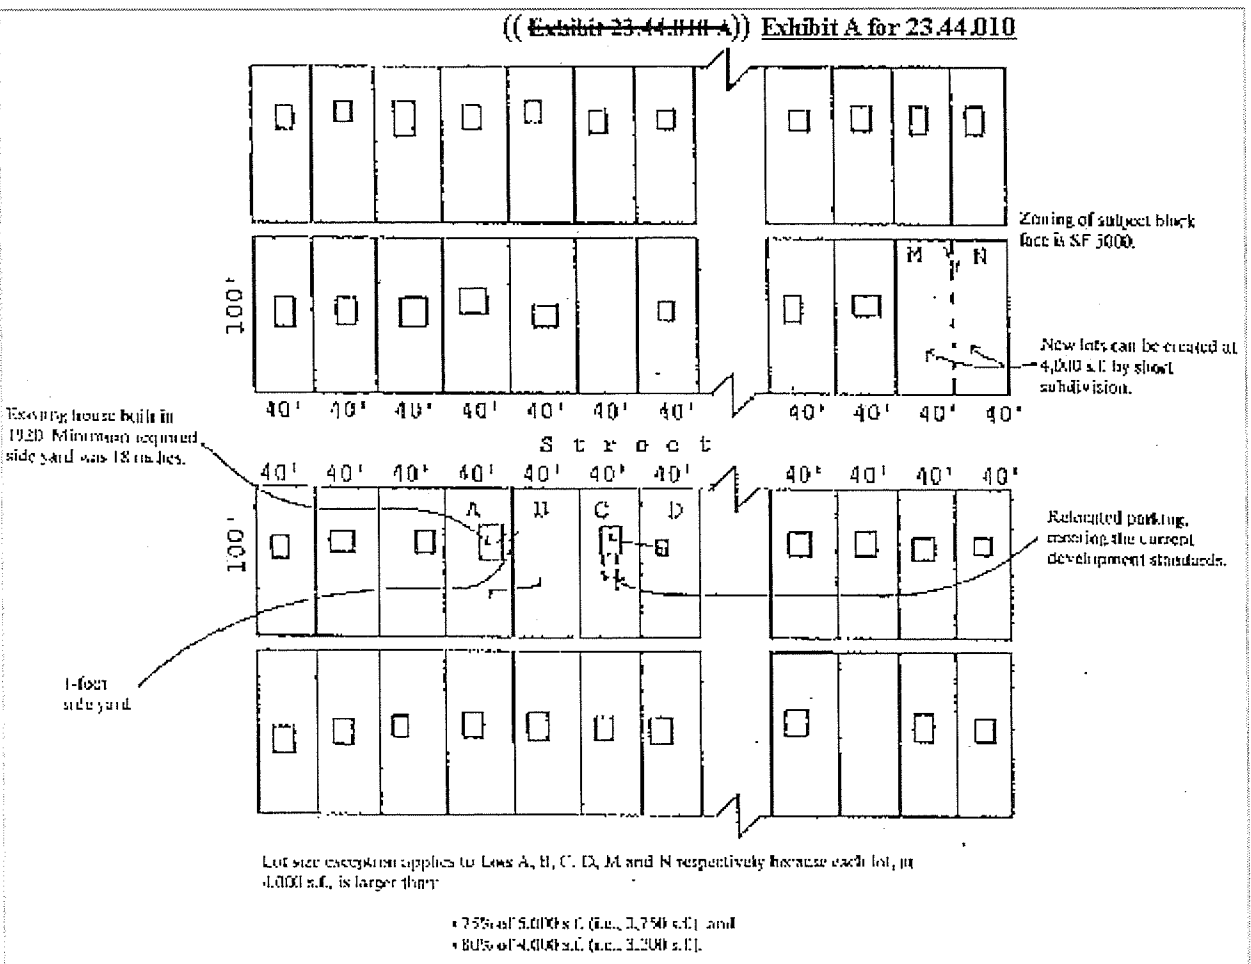 (( Exhibit 23.44.010 A)) Exhibit A for 23.44.010
Zoning of subject block
face is SF 5000.
M N
100'
New lots can be created at
4,000 s.f. by short
subdivision.
40' 40' 40' 40' 40' 40' 40' 40' 40' 40' 40'
Existing house built in
1920. Minimum required
side yard was 18 inches.
Street
40' 40' 40' 40' 40' 40' 40' 40' 40' 40' 40'
A B C D
100'
Relocated parking,
meeting the current
development standards.
1-foot
side yard
Lot size exception applies to Lots A, B, C, D, M and N respectively because each lot, at
4,000 s.f., is larger than:
• 75% of 5,000 s.f. (i.e., 3,750 s.f.) and
• 80% of 4,000 s.f. (i.e., 3,200 s.f.).